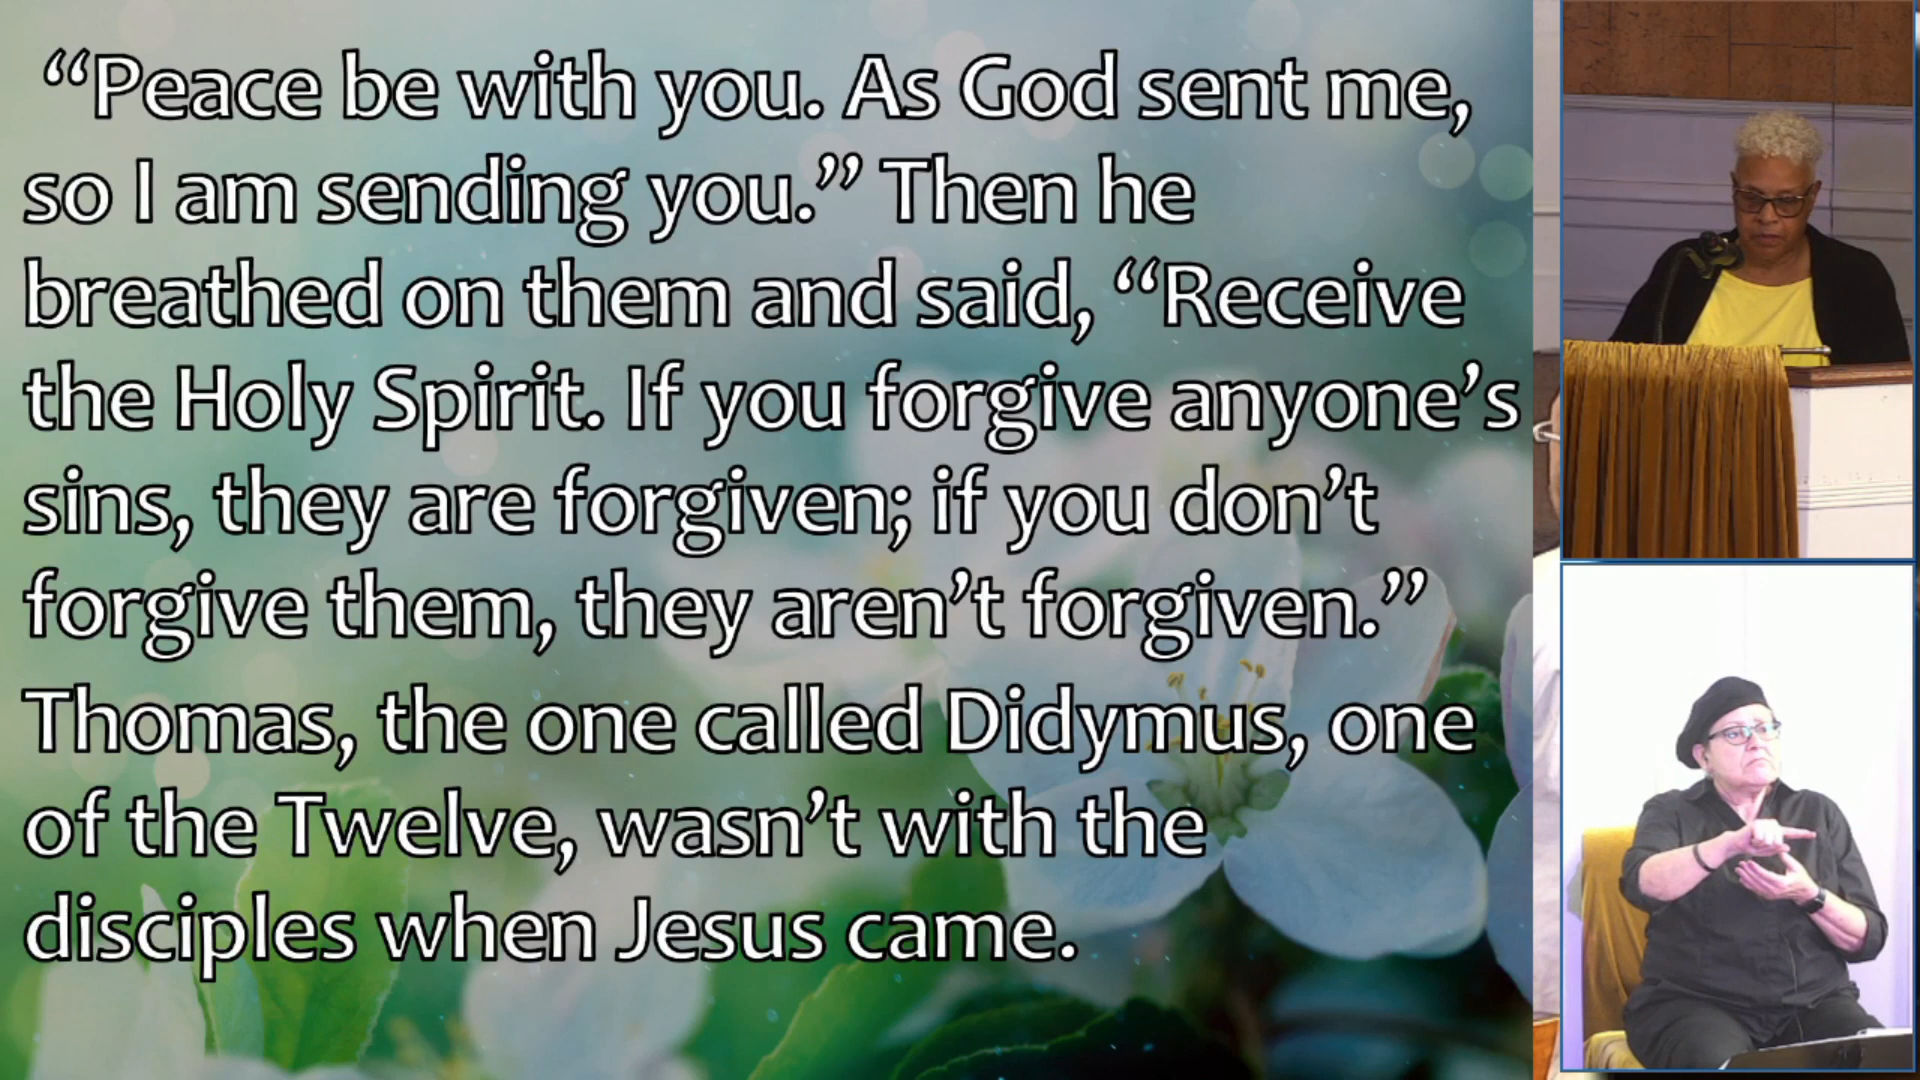 “Peace be with you. As God sent me,
so I am sending you.” Then he
breathed on them and said, “Receive
the Holy Spirit. If you forgive anyone’s
sins, they are forgiven; if you don’t
forgive them, they aren’t forgiven.”
Thomas, the one called Didymus, one
of the Twelve, wasn’t with the
disciples when Jesus came.